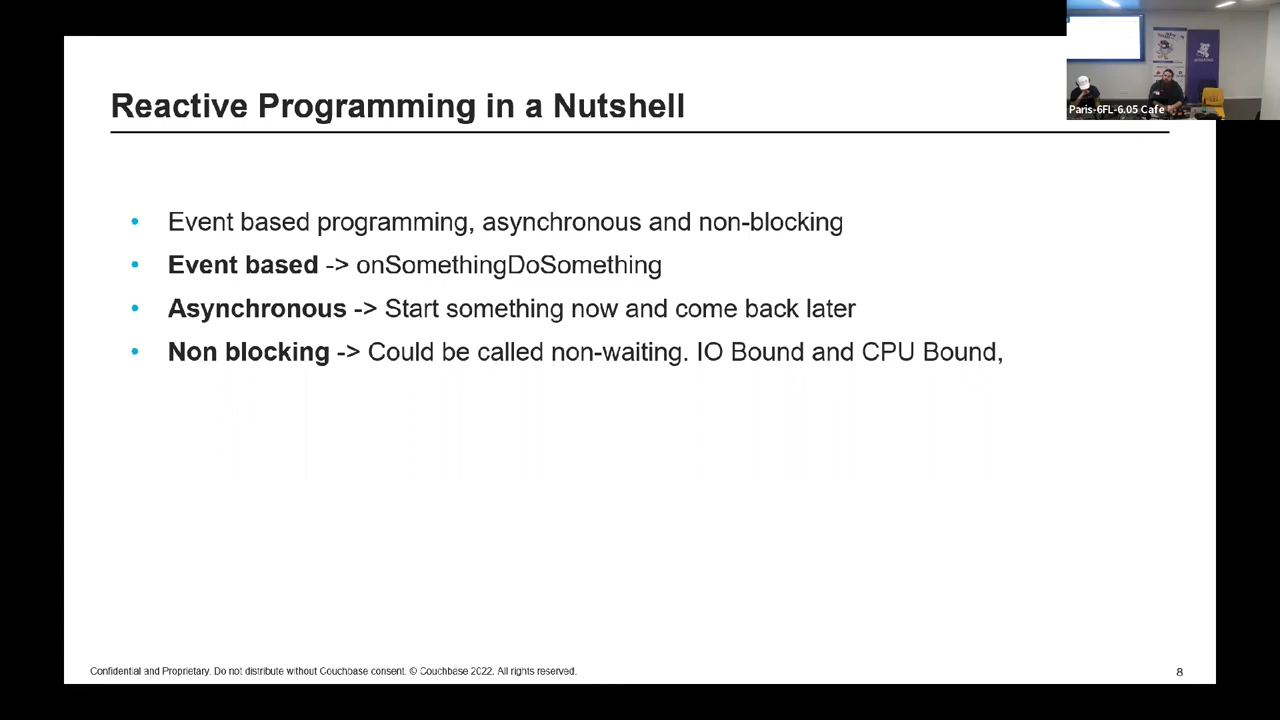 Reactive Programming in a Nutshell
Paris-6FL-6.05 Cafe
• Event based programming, asynchronous and non-blocking
• Event based -> onSomethingDoSomething
• Asynchronous -> Start something now and come back later
• Non blocking -> Could be called non-waiting. IO Bound and CPU Bound,
Confidential and Proprietary. Do not distribute without Couchbase consent. © Couchbase 2022. All rights reserved.
8